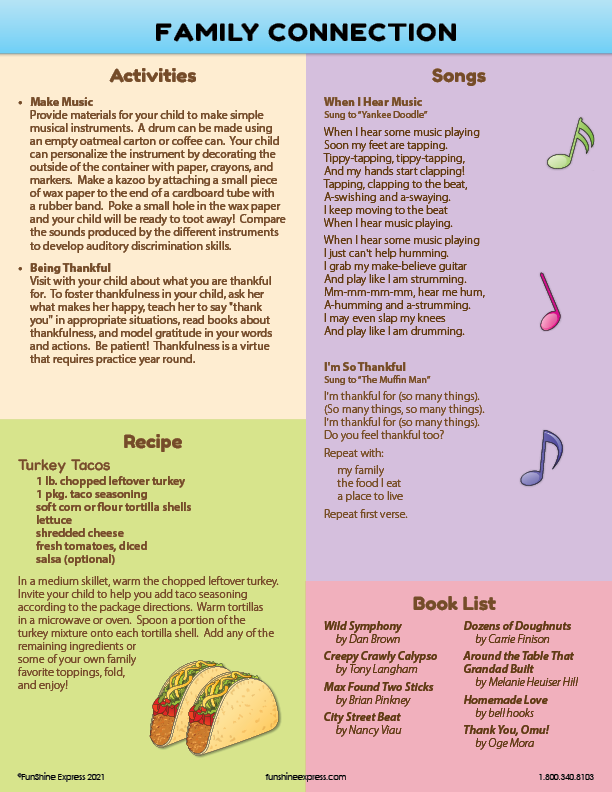 FAMILY CONNECTION
Activities
• Make Music
Provide materials for your child to make simple
musical instruments.  A drum can be made using
an empty oatmeal carton or coffee can.  Your child
can personalize the instrument by decorating the
outside of the container with paper, crayons, and
markers.  Make a kazoo by attaching a small piece
of wax paper to the end of a cardboard tube with
a rubber band.  Poke a small hole in the wax paper
and your child will be ready to toot away!  Compare
the sounds produced by the different instruments
to develop auditory discrimination skills.
• Being Thankful
Visit with your child about what you are thankful
for.  To foster thankfulness in your child, ask her
what makes her happy, teach her to say "thank
you" in appropriate situations, read books about
thankfulness, and model gratitude in your words
and actions.  Be patient!  Thankfulness is a virtue
that requires practice year round.
Recipe
Turkey Tacos
1 lb. chopped leftover turkey
1 pkg. taco seasoning
soft corn or flour tortilla shells
lettuce
shredded cheese
fresh tomatoes, diced
salsa (optional)
In a medium skillet, warm the chopped leftover turkey.
Invite your child to help you add taco seasoning
according to the package directions.  Warm tortillas
in a microwave or oven.  Spoon a portion of the
turkey mixture onto each tortilla shell.  Add any of the
remaining ingredients or
some of your own family
favorite toppings, fold,
and enjoy!
Songs
When I Hear Music
Sung to "Yankee Doodle"
When I hear some music playing
Soon my feet are tapping.
Tippy-tapping, tippy-tapping,
And my hands start clapping!
Tapping, clapping to the beat,
A-swishing and a-swaying.
I keep moving to the beat
When I hear music playing.
When I hear some music playing
I just can't help humming.
I grab my make-believe guitar
And play like I am strumming.
Mm-mm-mm-mm, hear me hum,
A-humming and a-strumming.
I may even slap my knees
And play like I am drumming.
I'm So Thankful
Sung to "The Muffin Man"
I'm thankful for (so many things).
(So many things, so many things).
I'm thankful for (so many things).
Do you feel thankful too?
Repeat with:
my family
the food I eat
a place to live
Repeat first verse.
Book List
Wild Symphony
by Dan Brown
Creepy Crawly Calypso
by Tony Langham
Max Found Two Sticks
by Brian Pinkney
City Street Beat
by Nancy Viau
Dozens of Doughnuts
by Carrie Finison
Around the Table That
Grandad Built
by Melanie Heuiser Hill
Homemade Love
by bell hooks
Thank You, Omu!
by Oge Mora
©FunShine Express 2021
funshineexpress.com
1.800.340.8103